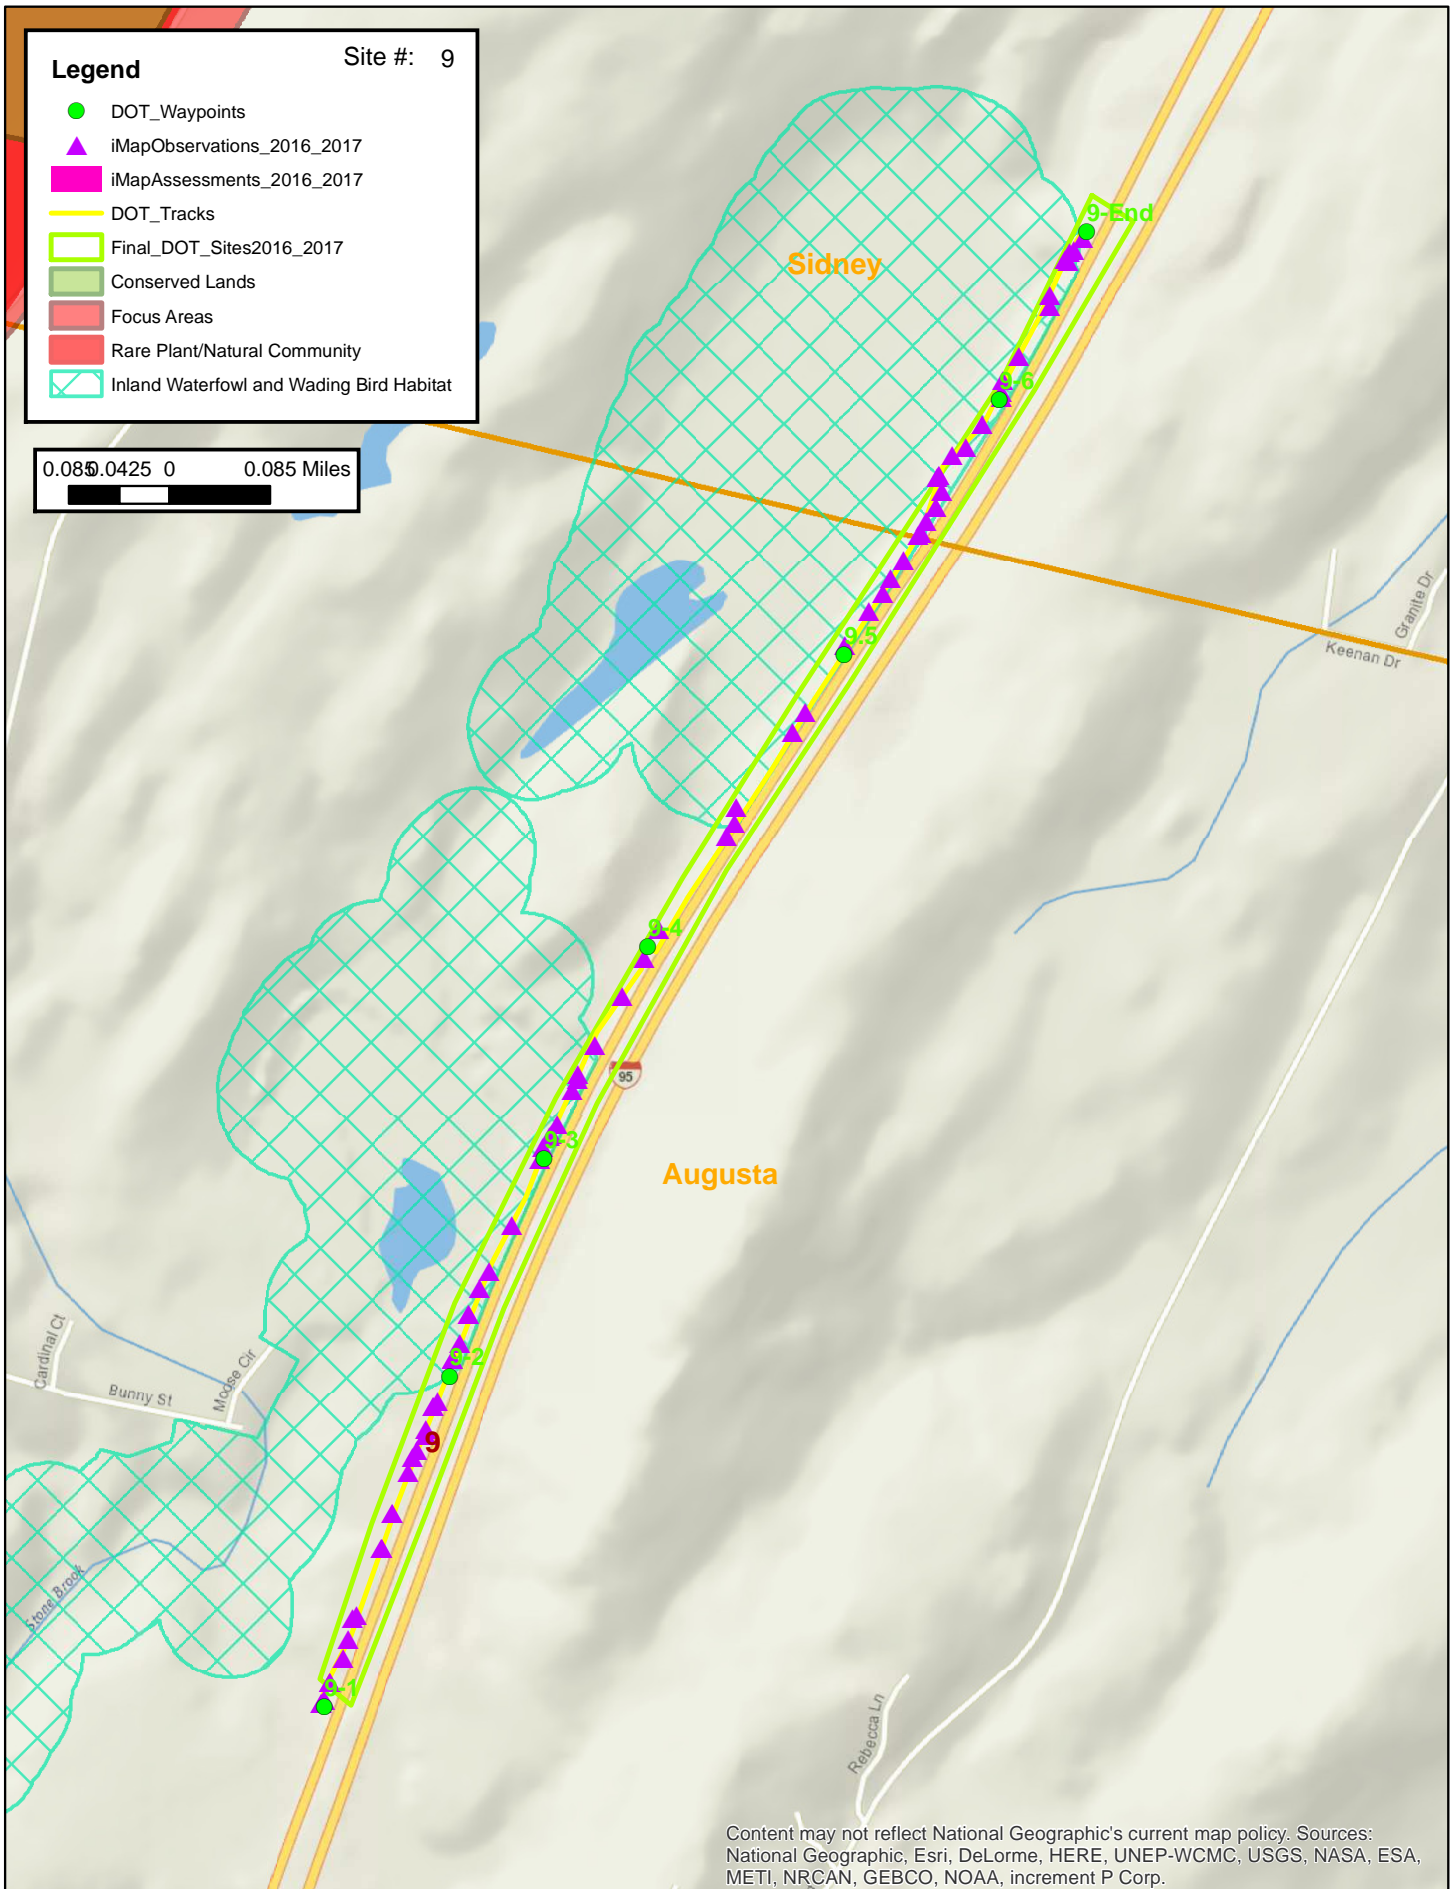 Site #: 9
Legend
DOT_Waypoints
iMapObservations_2016_2017
iMapAssessments_2016_2017
DOT_Tracks
Final_DOT_Sites2016_2017
Conserved Lands
Focus Areas
Rare Plant/Natural Community
Inland Waterfowl and Wading Bird Habitat
0.085 0.0425 0 0.085 Miles
9-End
Sidney
9-6
9.5
Granite Dr
Keenan Dr
9-4
95
9-3
Augusta
9-2
Cardinal Ct
Moose Cir
Bunny St
9
Stone Brook
9-1
Rebecca Ln
Content may not reflect National Geographic's current map policy. Sources:
National Geographic, Esri, DeLorme, HERE, UNEP-WCMC, USGS, NASA, ESA,
METI, NRCAN, GEBCO, NOAA, increment P Corp.